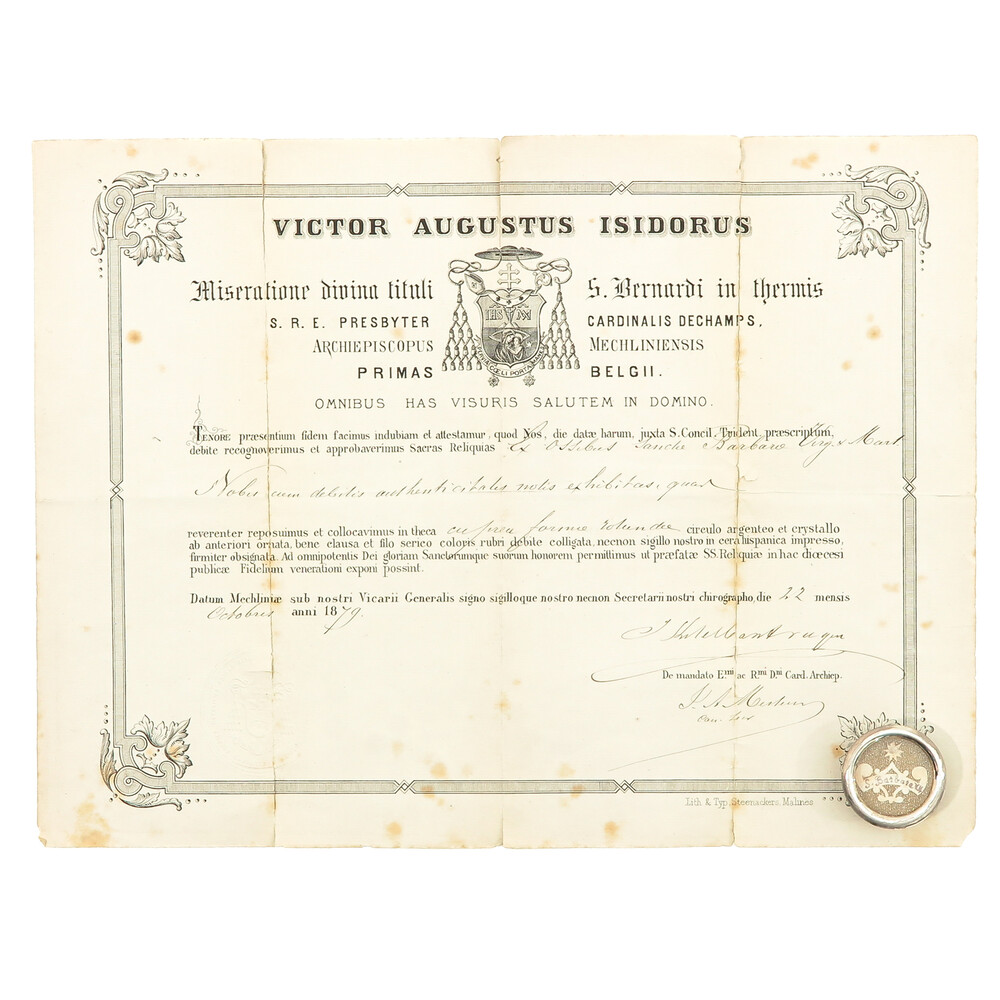 VICTOR AUGUSTUS ISIDORUS
Miseratione divina tituli S. Bernardi in thermis
S. R. E. PRESBYTER CARDINALIS DECHAMPS,
ARCHIEPISCOPUS MECHLINIENSIS
PRIMAS BELGII.
IHS
OMNIBUS HAS VISURIS SALUTEM IN DOMINO.
TENORE præsentium fidem facimus indubiam et attestamur, quod Nos, die datæ harum, juxta S. Concil. Trident. præscriptum,
debite recognoverimus et approbaverimus Sacras Reliquias Ex Ossibus Sanctæ Barbaræ Virg. & Mart
Nobis cum debitis authenticitatis notis exhibitas, quas
reverenter reposuimus et collocavimus in theca cuprea formæ rotundæ circulo argenteo et crystallo
ab anteriori ornata, bene clausa et filo serico coloris rubri debite colligata, necnon sigillo nostro in cera hispanica impresso,
firmiter obsignata. Ad omnipotentis Dei gloriam Sanctorumque suorum honorem permittimus ut præfatæ SS. Reliquiæ in hac diœcesi
publicæ Fidelium venerationi exponi possint.
Datum Mechliniæ sub nostri Vicarii Generalis signo sigilloque nostro necnon Secretarii nostri chirographo, die 22 mensis
Octobris anni 1879.
De mandato E.mi ac R.mi D.ni Card. Archiep.
Lith & Typ. Steenackers, Malines